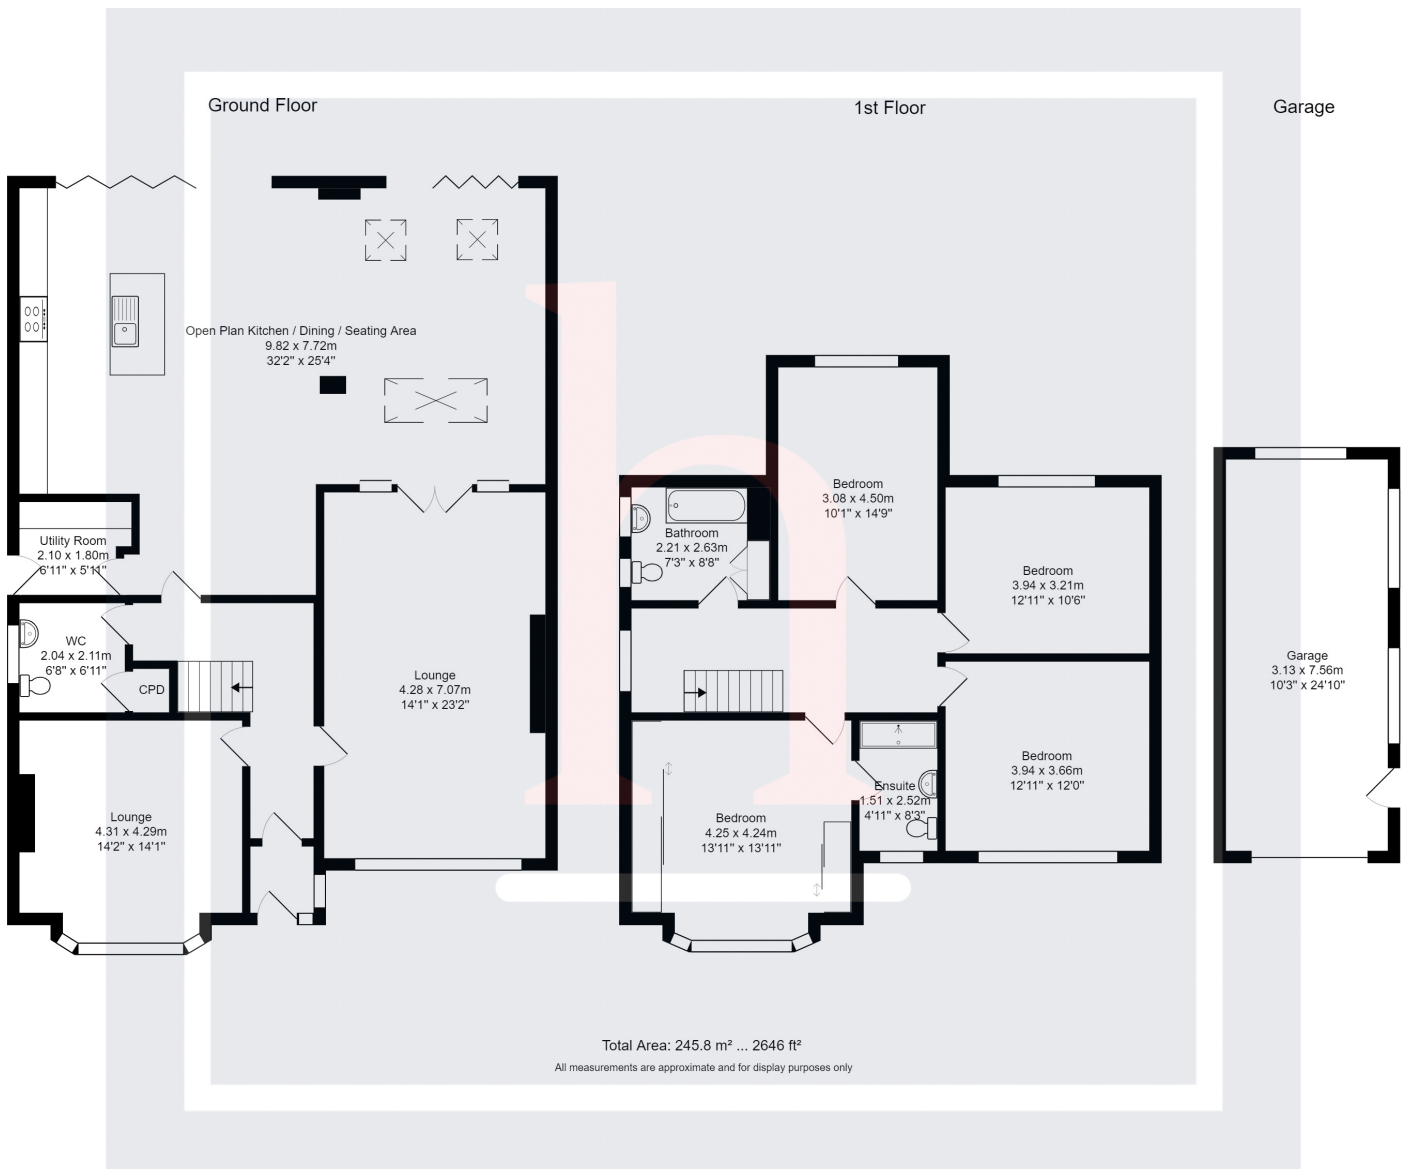 Ground Floor
1st Floor
Garage
Open Plan Kitchen / Dining / Seating Area
9.82 x 7.72m
32'2" x 25'4"
Utility Room
2.10 x 1.80m
6'11" x 5'11"
WC
2.04 x 2.11m
6'8" x 6'11"
CPD
Lounge
4.28 x 7.07m
14'1" x 23'2"
Lounge
4.31 x 4.29m
14'2" x 14'1"
Bedroom
3.08 x 4.50m
10'1" x 14'9"
Bathroom
2.21 x 2.63m
7'3" x 8'8"
Bedroom
3.94 x 3.21m
12'11" x 10'6"
Bedroom
3.94 x 3.66m
12'11" x 12'0"
Ensuite
1.51 x 2.52m
4'11" x 8'3"
Bedroom
4.25 x 4.24m
13'11" x 13'11"
Garage
3.13 x 7.56m
10'3" x 24'10"
h
Total Area: 245.8 m² ... 2646 ft²
All measurements are approximate and for display purposes only